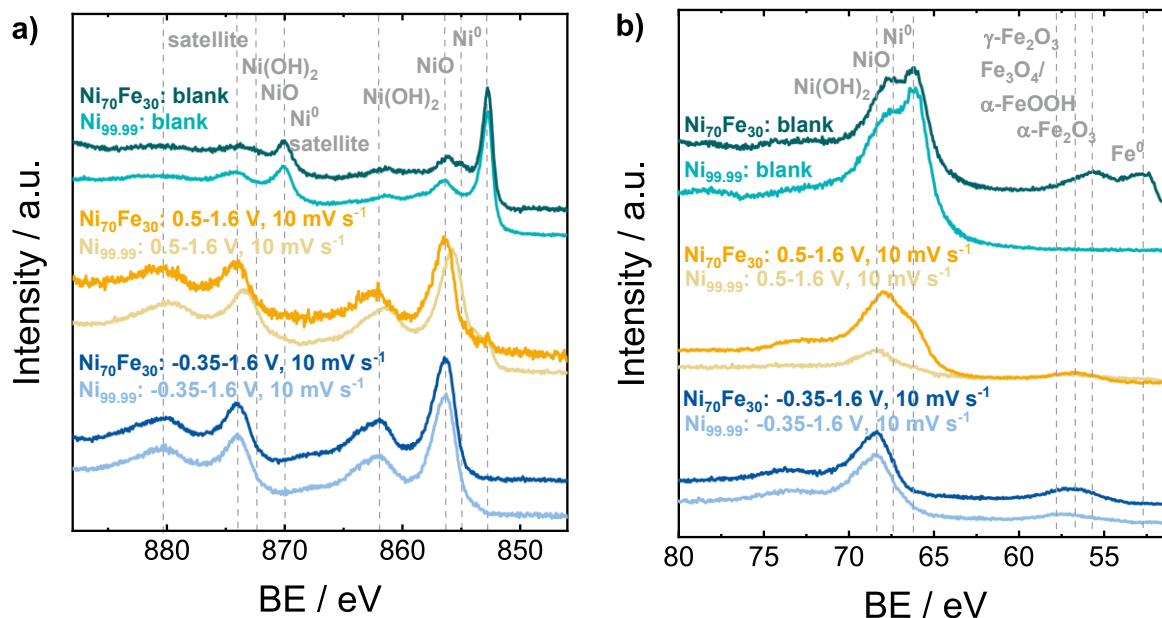 a)
satellite
Ni⁰
Ni(OH)₂
NiO
NiO
Ni(OH)₂
Ni⁰
satellite
Ni₇₀Fe₃₀: blank
Ni₉₉.₉₉: blank
Ni₇₀Fe₃₀: 0.5-1.6 V, 10 mV s⁻¹
Ni₉₉.₉₉: 0.5-1.6 V, 10 mV s⁻¹
Ni₇₀Fe₃₀: -0.35-1.6 V, 10 mV s⁻¹
Ni₉₉.₉₉: -0.35-1.6 V, 10 mV s⁻¹
Intensity / a.u.
880 870 860 850
BE / eV
b)
Ni⁰
NiO
Ni(OH)₂
γ-Fe₂O₃
Fe₃O₄/
α-FeOOH
α-Fe₂O₃
Fe⁰
Ni₇₀Fe₃₀: blank
Ni₉₉.₉₉: blank
Ni₇₀Fe₃₀: 0.5-1.6 V, 10 mV s⁻¹
Ni₉₉.₉₉: 0.5-1.6 V, 10 mV s⁻¹
Ni₇₀Fe₃₀: -0.35-1.6 V, 10 mV s⁻¹
Ni₉₉.₉₉: -0.35-1.6 V, 10 mV s⁻¹
Intensity / a.u.
80 75 70 65 60 55
BE / eV